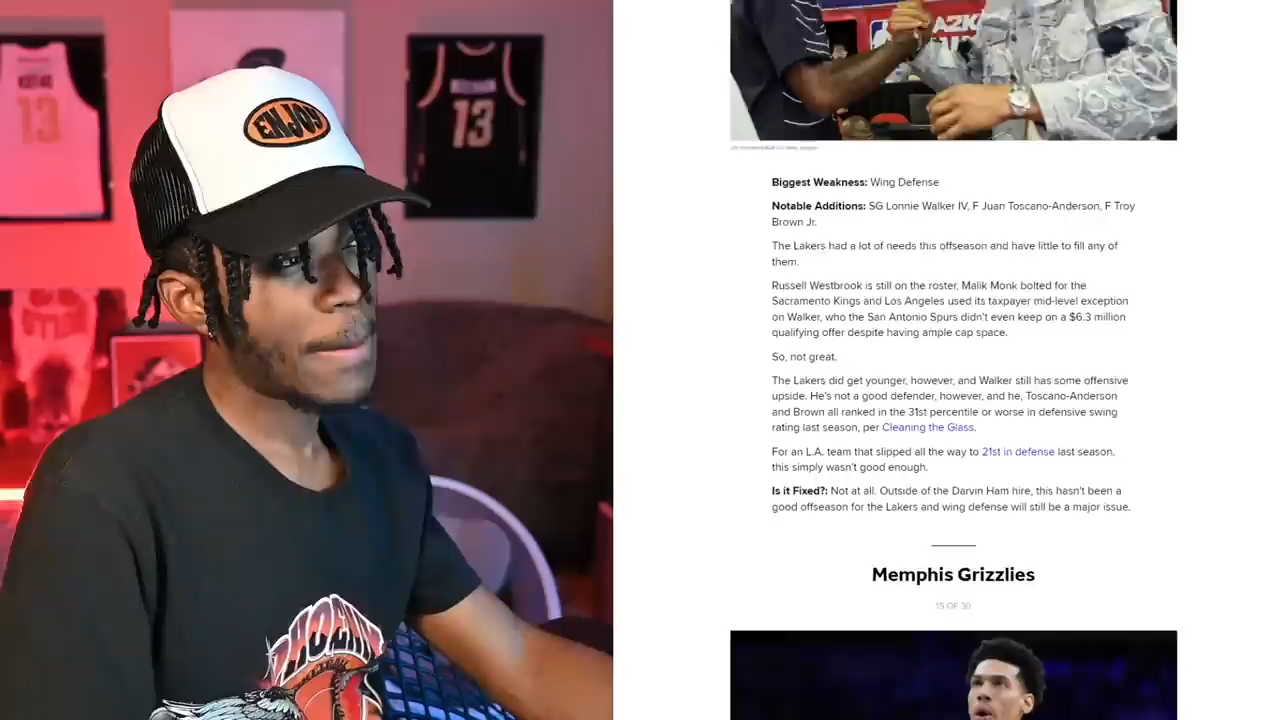 ENJOY
13
13
PHOENIX
AZKA
Biggest Weakness: Wing Defense
Notable Additions: SG Lonnie Walker IV, F Juan Toscano-Anderson, F Troy
Brown Jr.
The Lakers had a lot of needs this offseason and have little to fill any of
them.
Russell Westbrook is still on the roster, Malik Monk bolted for the
Sacramento Kings and Los Angeles used its taxpayer mid-level exception
on Walker, who the San Antonio Spurs didn't even keep on a $6.3 million
qualifying offer despite having ample cap space.
So, not great.
The Lakers did get younger, however, and Walker still has some offensive
upside. He's not a good defender, however, and he, Toscano-Anderson
and Brown all ranked in the 31st percentile or worse in defensive swing
rating last season, per Cleaning the Glass.
For an L.A. team that slipped all the way to 21st in defense last season,
this simply wasn't good enough.
Is it Fixed?: Not at all. Outside of the Darvin Ham hire, this hasn't been a
good offseason for the Lakers and wing defense will still be a major issue.
Memphis Grizzlies
15 OF 30